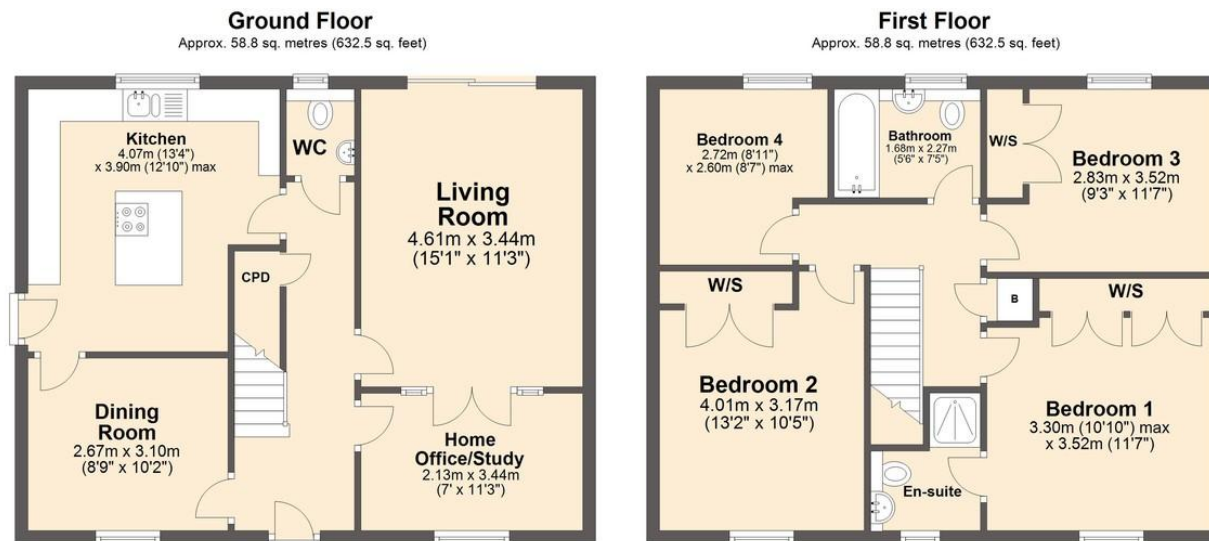 Ground Floor
Approx. 58.8 sq. metres (632.5 sq. feet)
Kitchen
4.07m (13'4")
x 3.90m (12'10") max
WC
Living
Room
4.61m x 3.44m
(15'1" x 11'3")
CPD
Dining
Room
2.67m x 3.10m
(8'9" x 10'2")
Home
Office/Study
2.13m x 3.44m
(7' x 11'3")
First Floor
Approx. 58.8 sq. metres (632.5 sq. feet)
Bedroom 4
2.72m (8'11")
x 2.60m (8'7") max
Bathroom
1.68m x 2.27m
(5'6" x 7'5")
W/S
Bedroom 3
2.83m x 3.52m
(9'3" x 11'7")
W/S
B
W/S
Bedroom 2
4.01m x 3.17m
(13'2" x 10'5")
Bedroom 1
3.30m (10'10") max
x 3.52m (11'7")
En-suite